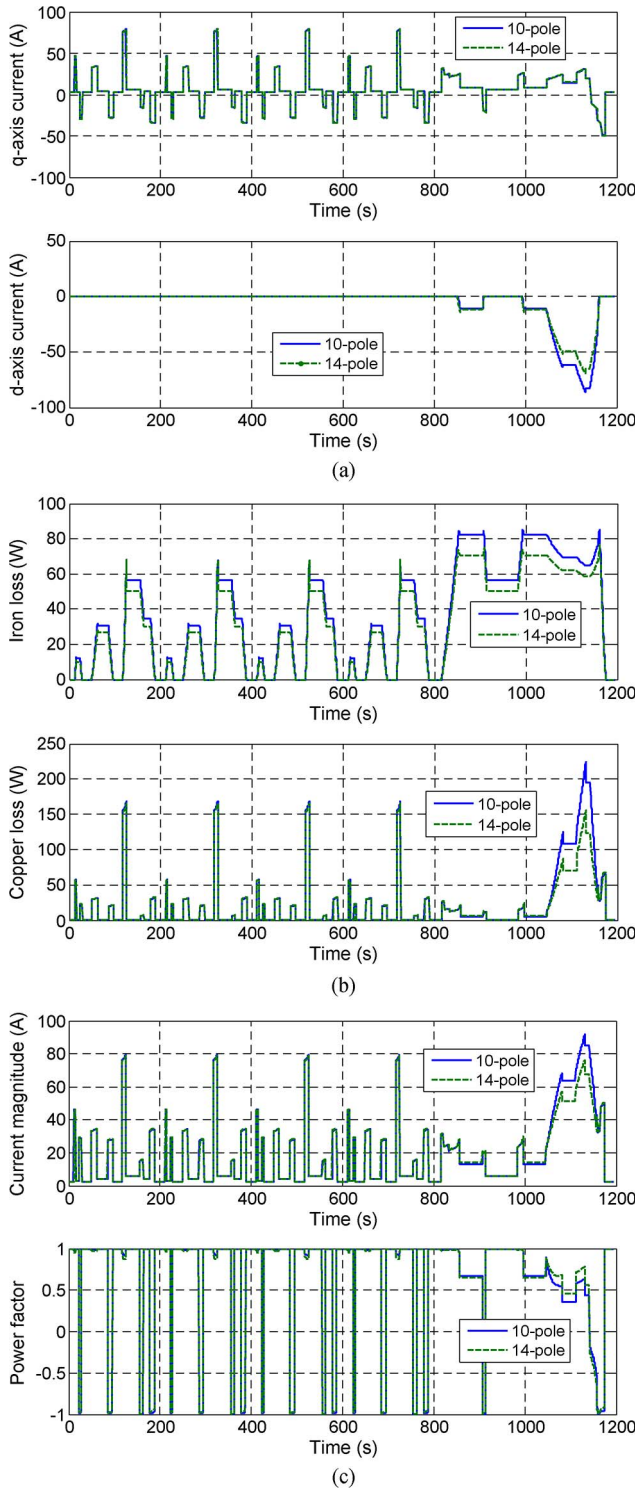 100
50
0
-50
-100
q-axis current (A)
10-pole
14-pole
0 200 400 600 800 1000 1200
Time (s)
50
0
-50
-100
d-axis current (A)
10-pole
14-pole
0 200 400 600 800 1000 1200
Time (s)
(a)
100
80
60
40
20
0
Iron loss (W)
10-pole
14-pole
0 200 400 600 800 1000 1200
Time (s)
250
200
150
100
50
0
Copper loss (W)
10-pole
14-pole
0 200 400 600 800 1000 1200
Time (s)
(b)
100
80
60
40
20
0
Current magnitude (A)
10-pole
14-pole
0 200 400 600 800 1000 1200
Time (s)
1
0.5
0
-0.5
-1
Power factor
10-pole
14-pole
0 200 400 600 800 1000 1200
Time (s)
(c)